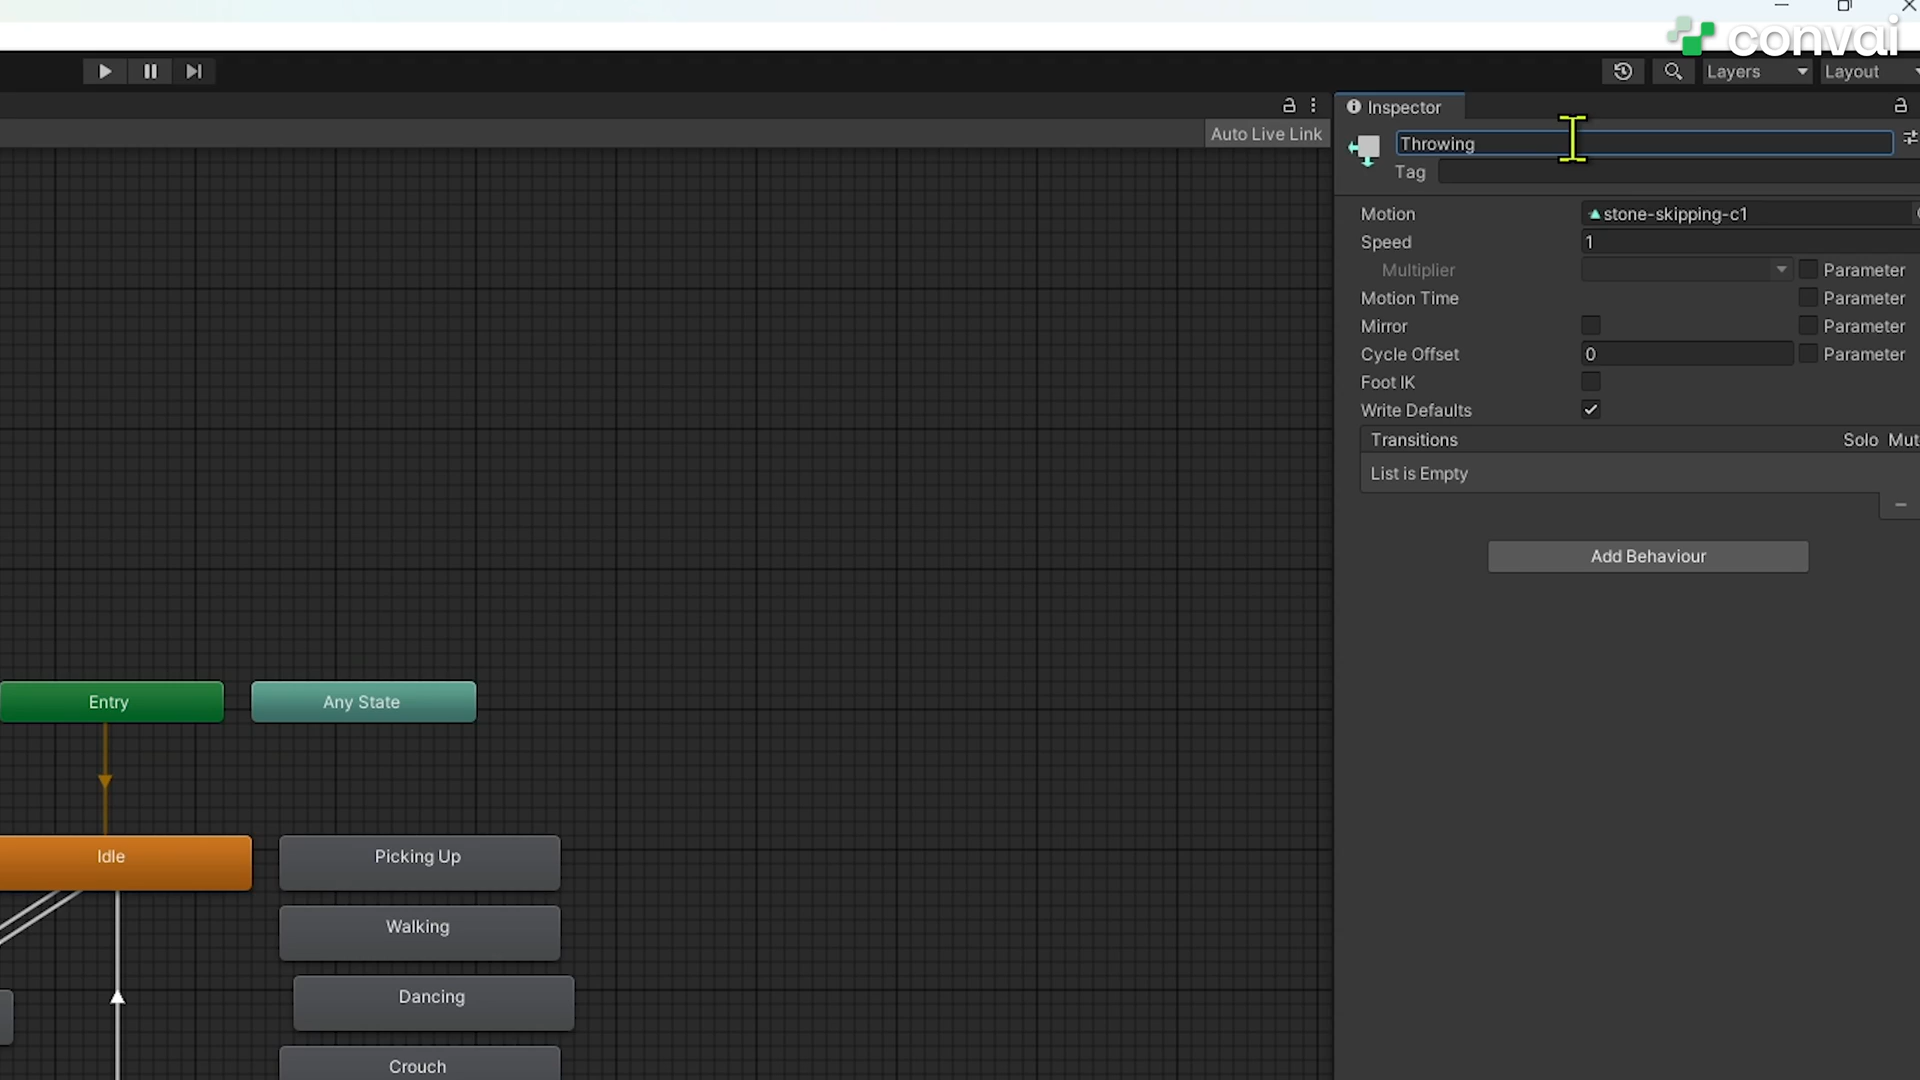 convai
Layers
Layout
Inspector
Auto Live Link
Throwing
Tag
Motion
stone-skipping-c1
Speed
1
Multiplier
Parameter
Motion Time
Parameter
Mirror
Parameter
Cycle Offset
0
Parameter
Foot IK
Write Defaults
Transitions
Solo
Mut
List is Empty
Add Behaviour
Entry
Any State
Idle
Picking Up
Walking
Dancing
Crouch